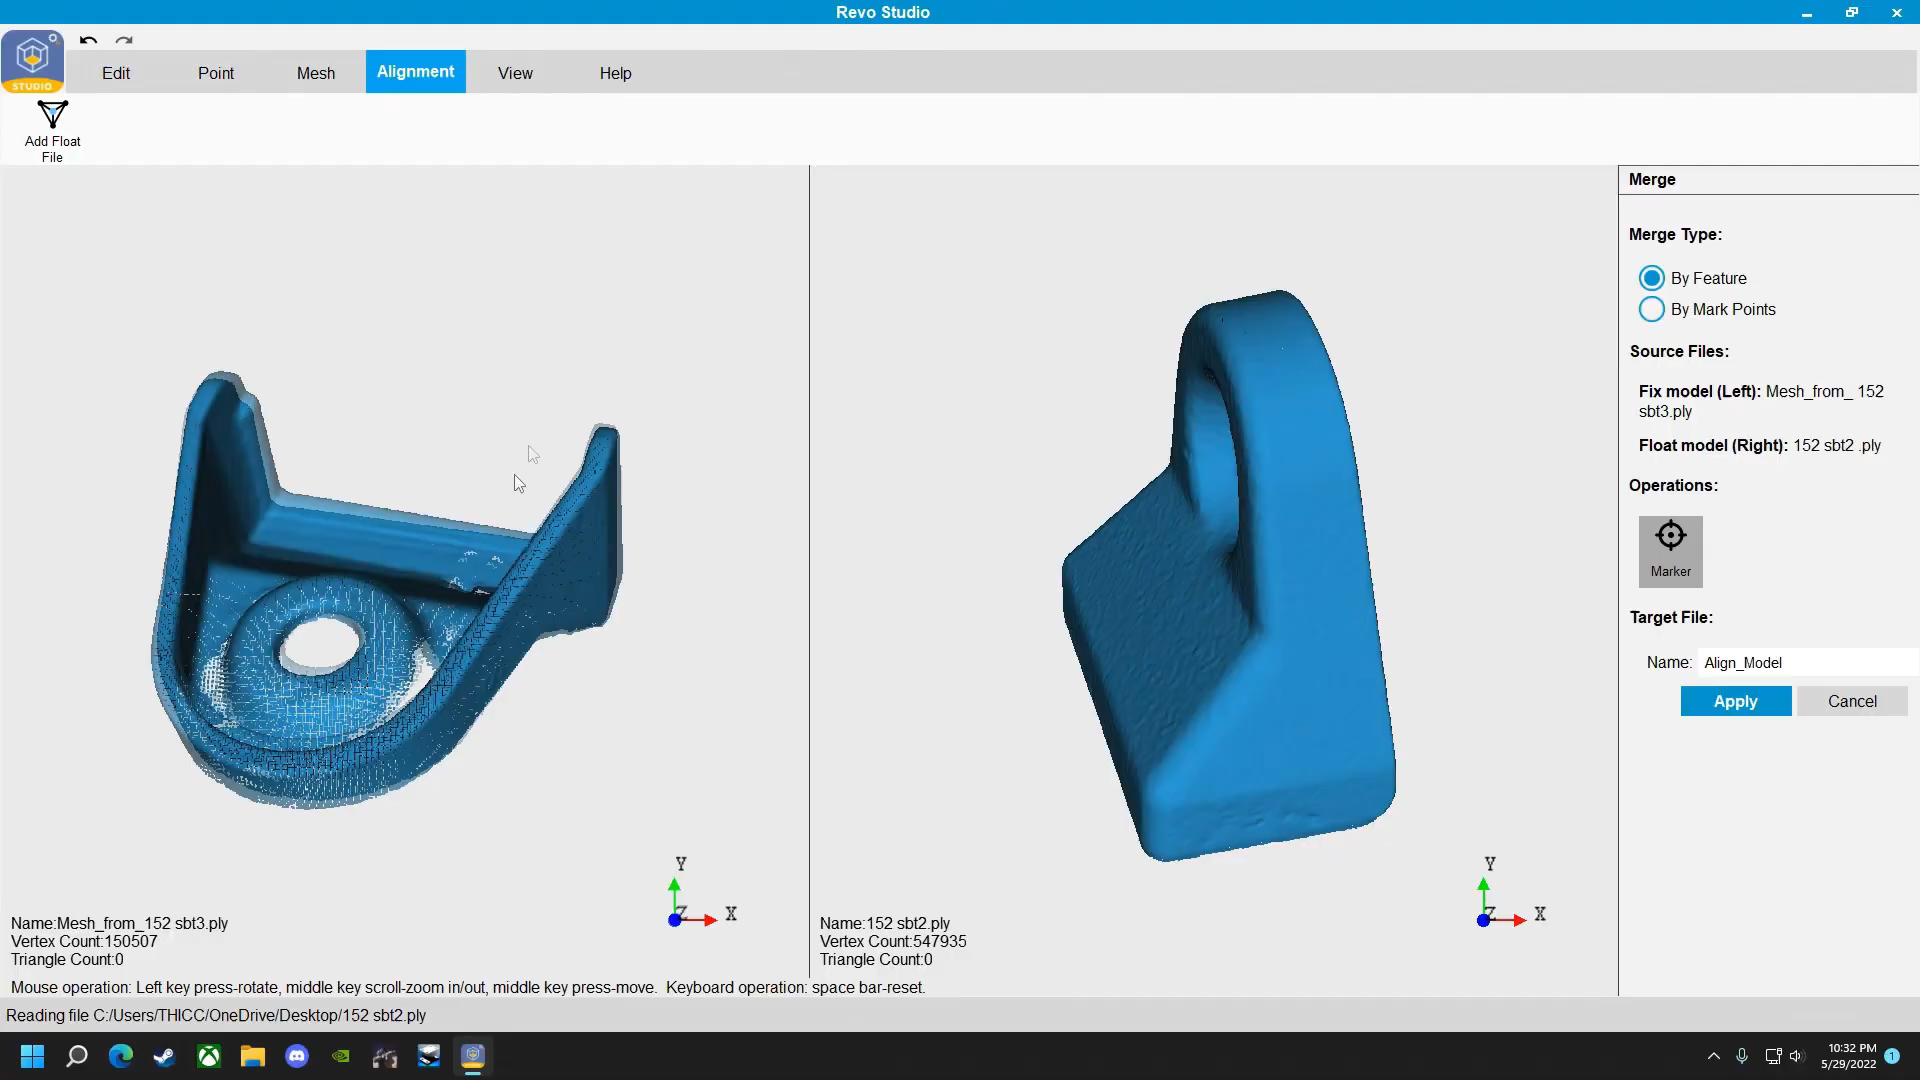 Revo Studio
STUDIO
Edit
Point
Mesh
Alignment
View
Help
Add Float
File
Merge
Merge Type:
By Feature
By Mark Points
Source Files:
Fix model (Left): Mesh_from_ 152
sbt3.ply
Float model (Right): 152 sbt2 .ply
Operations:
Marker
Target File:
Name: Align_Model
Apply
Cancel
Y
Z
X
Y
Z
X
Name:Mesh_from_152 sbt3.ply
Vertex Count:150507
Triangle Count:0
Name:152 sbt2.ply
Vertex Count:547935
Triangle Count:0
Mouse operation: Left key press-rotate, middle key scroll-zoom in/out, middle key press-move.  Keyboard operation: space bar-reset.
Reading file C:/Users/THICC/OneDrive/Desktop/152 sbt2.ply
10:32 PM
5/29/2022
1